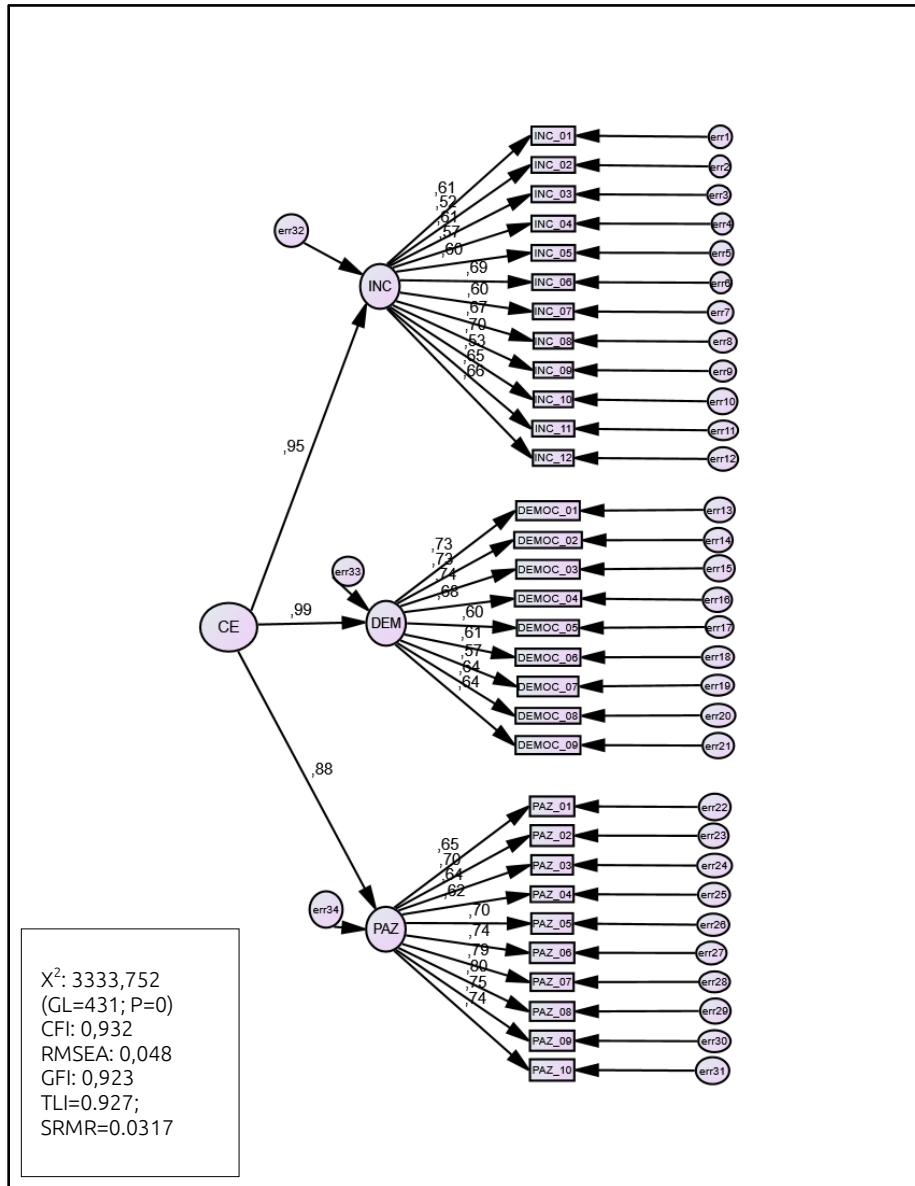 INC_01
err1
INC_02
err2
INC_03
err3
INC_04
err4
INC_05
err5
INC_06
err6
INC_07
err7
INC_08
err8
INC_09
err9
INC_10
err10
INC_11
err11
INC_12
err12
,61
,52
,61
,57
,60
,69
,60
,67
,70
,53
,65
,66
err32
INC
,95
DEMOC_01
err13
DEMOC_02
err14
DEMOC_03
err15
DEMOC_04
err16
DEMOC_05
err17
DEMOC_06
err18
DEMOC_07
err19
DEMOC_08
err20
DEMOC_09
err21
,73
,73
,74
,68
,60
,61
,57
,64
,64
err33
DEM
,99
CE
,88
PAZ_01
err22
PAZ_02
err23
PAZ_03
err24
PAZ_04
err25
PAZ_05
err26
PAZ_06
err27
PAZ_07
err28
PAZ_08
err29
PAZ_09
err30
PAZ_10
err31
,65
,70
,64
,62
,70
,74
,79
,80
,75
,74
err34
PAZ
X²: 3333,752
(GL=431; P=0)
CFI: 0,932
RMSEA: 0,048
GFI: 0,923
TLI=0.927;
SRMR=0.0317